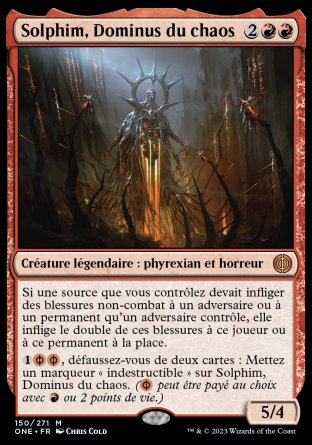 Solphim, Dominus du chaos 2
Créature légendaire : phyrexian et horreur
Si une source que vous contrôlez devait infliger
des blessures non-combat à un adversaire ou à
un permanent qu'un adversaire contrôle, elle
inflige le double de ces blessures à ce joueur ou
à ce permanent à la place.
1, défaussez-vous de deux cartes : Mettez
un marqueur « indestructible » sur Solphim,
Dominus du chaos. ( peut être payé au choix
avec ou 2 points de vie.)
5/4
150/271 M
ONE • FR Chris Cold
™ & © 2023 Wizards of the Coast